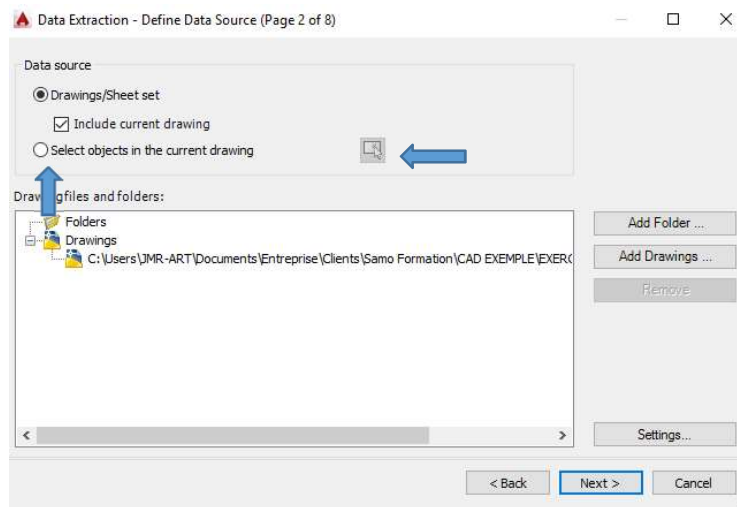 Data Extraction - Define Data Source (Page 2 of 8)
Data source
Drawings/Sheet set
Include current drawing
Select objects in the current drawing
files and folders:
Folders
Drawings
C:\Users\JMR-ART\Documents\Entreprise\Clients\Samo Formation\CAD EXEMPLE\EXER
Add Folder ...
Add Drawings ...
Remove
Settings...
< Back Next > Cancel